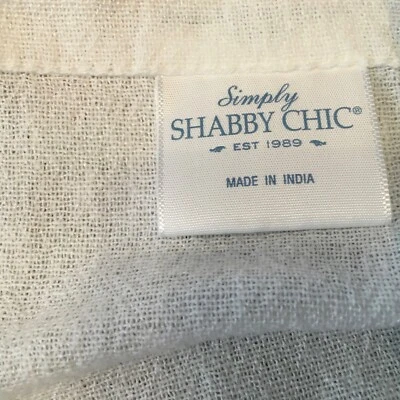 Simply
SHABBY CHIC®
EST 1989
MADE IN INDIA